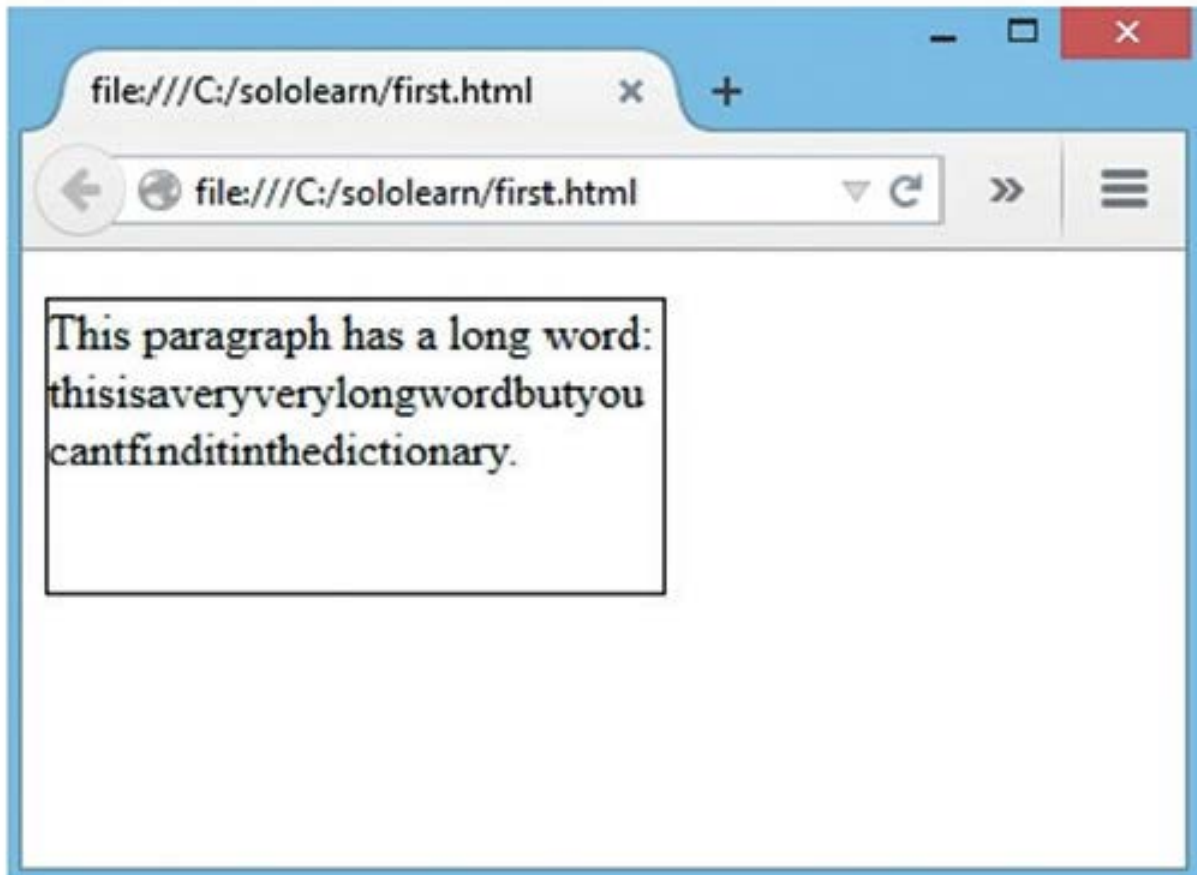 file:///C:/sololearn/first.html
file:///C:/sololearn/first.html
This paragraph has a long word:
thisisaveryverylongwordbutyou
cantfinditinthedictionary.